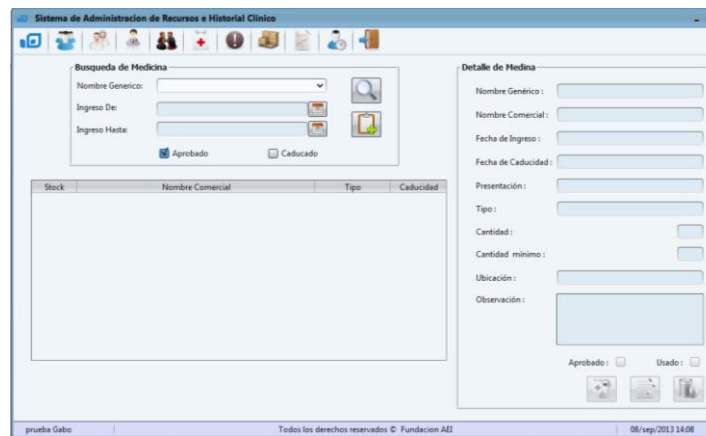 Sistema de Administracion de Recursos e Historial Clinico
Busqueda de Medicina
Nombre Generico:
Ingreso De:
Ingreso Hasta:
Aprobado Caducado
Stock Nombre Comercial Tipo Caducidad
Detalle de Medina
Nombre Genérico :
Nombre Comercial :
Fecha de Ingreso :
Fecha de Caducidad :
Presentación :
Tipo :
Cantidad :
Cantidad mínimo :
Ubicación :
Observación :
Aprobado : Usado :
prueba Gabo Todos los derechos reservados © Fundacion AEI 08/sep/2013 14:08